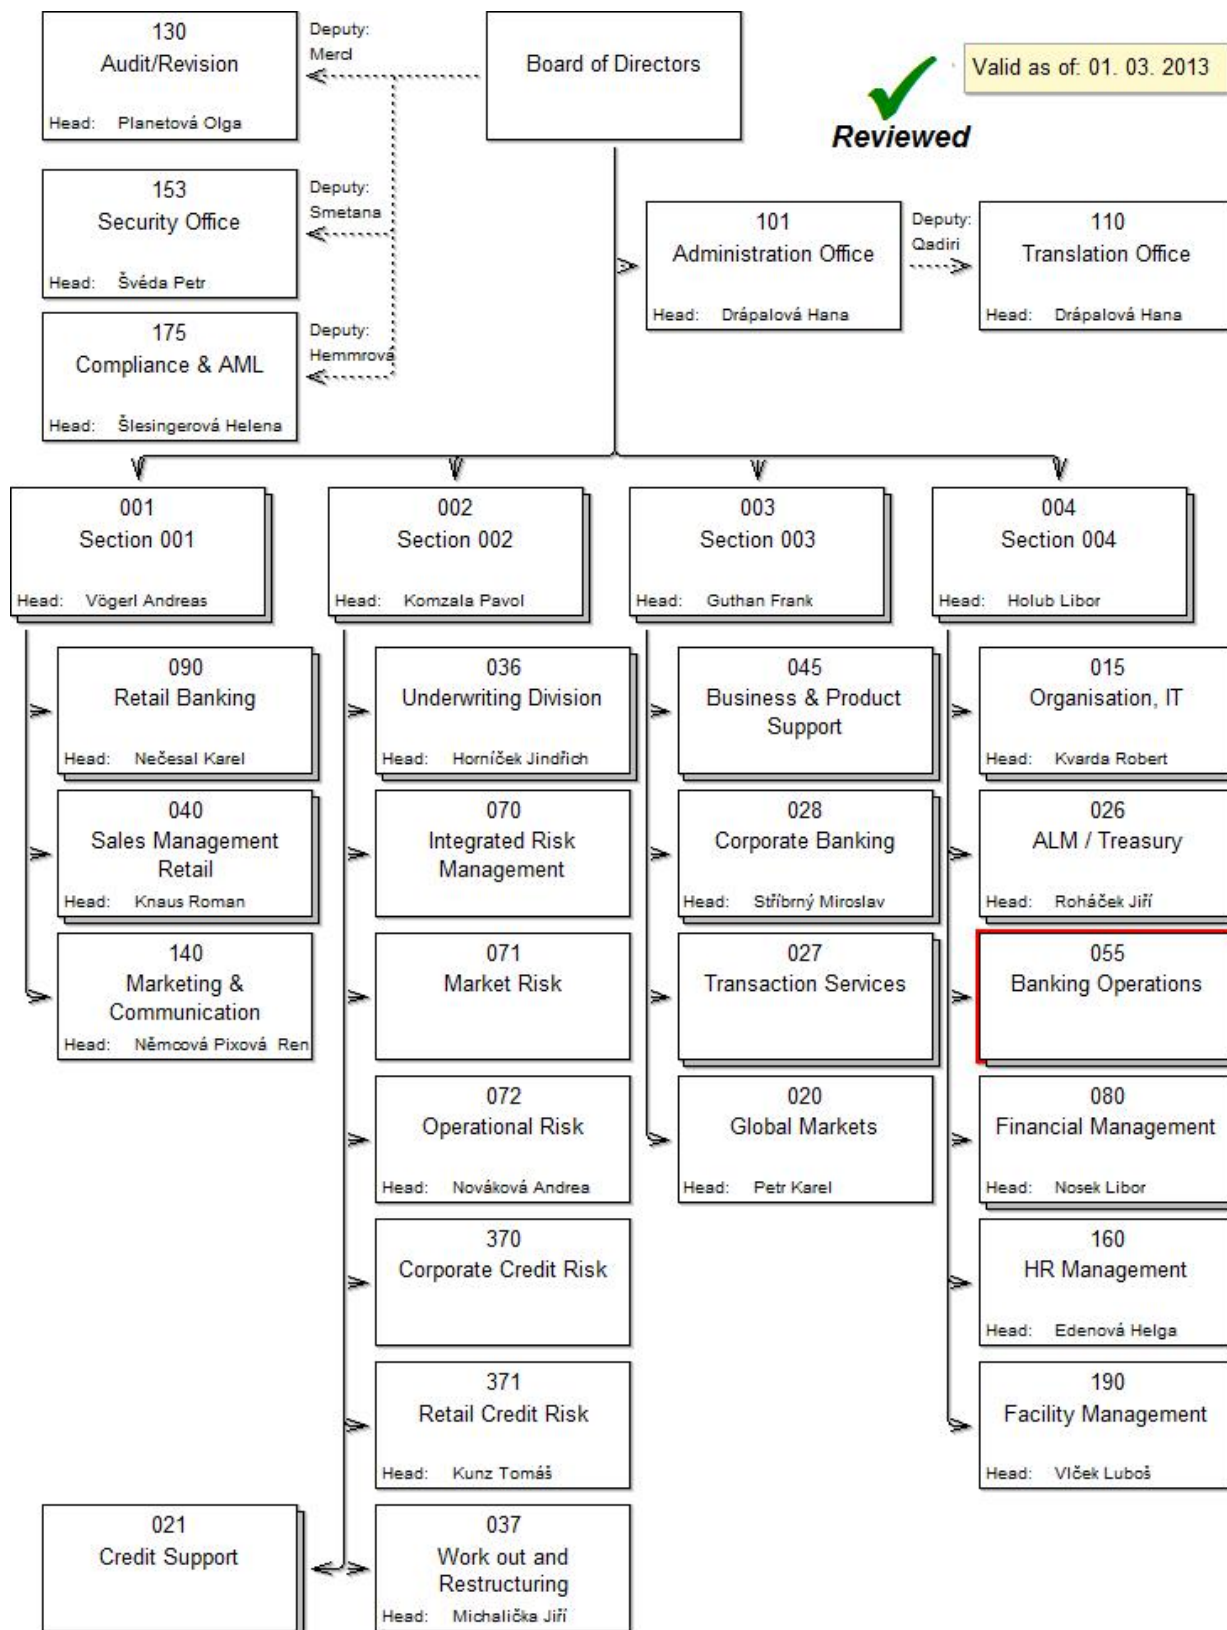 130
Audit/Revision
Head: Planetová Olga
Deputy:
Mercl
Board of Directors
Reviewed
Valid as of: 01. 03. 2013
153
Security Office
Head: Švéda Petr
Deputy:
Smetana
101
Administration Office
Head: Drápalová Hana
Deputy:
Qadiri
110
Translation Office
Head: Drápalová Hana
175
Compliance & AML
Head: Šlesingerová Helena
Deputy:
Hemmrová
001
Section 001
Head: Vögerl Andreas
002
Section 002
Head: Komzala Pavol
003
Section 003
Head: Guthan Frank
004
Section 004
Head: Holub Libor
090
Retail Banking
Head: Nečesal Karel
036
Underwriting Division
Head: Horníček Jindřich
045
Business & Product
Support
015
Organisation, IT
Head: Kvarda Robert
040
Sales Management
Retail
Head: Knaus Roman
070
Integrated Risk
Management
028
Corporate Banking
Head: Stříbrný Miroslav
026
ALM / Treasury
Head: Roháček Jiří
140
Marketing &
Communication
Head: Němcová Pixová Ren
071
Market Risk
027
Transaction Services
055
Banking Operations
072
Operational Risk
Head: Nováková Andrea
020
Global Markets
Head: Petr Karel
080
Financial Management
Head: Nosek Libor
370
Corporate Credit Risk
160
HR Management
Head: Edenová Helga
371
Retail Credit Risk
Head: Kunz Tomáš
190
Facility Management
Head: Vlček Luboš
021
Credit Support
037
Work out and
Restructuring
Head: Michalička Jiří